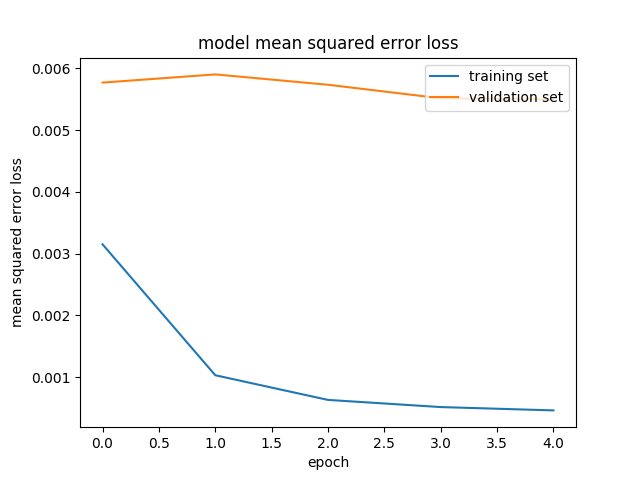 model mean squared error loss
training set
validation set
0.006
0.005
0.004
0.003
0.002
0.001
mean squared error loss
0.0 0.5 1.0 1.5 2.0 2.5 3.0 3.5 4.0
epoch